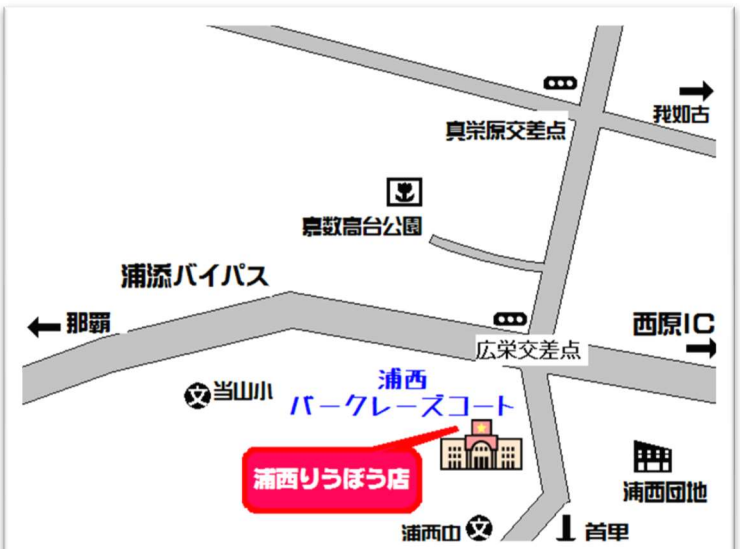 我如古
真栄原交差点
嘉数高台公園
浦添バイパス
那覇
西原IC
広栄交差点
文
当山小
浦西
バークレーズコート
浦西りうぼう店
浦西団地
浦西中
文
首里